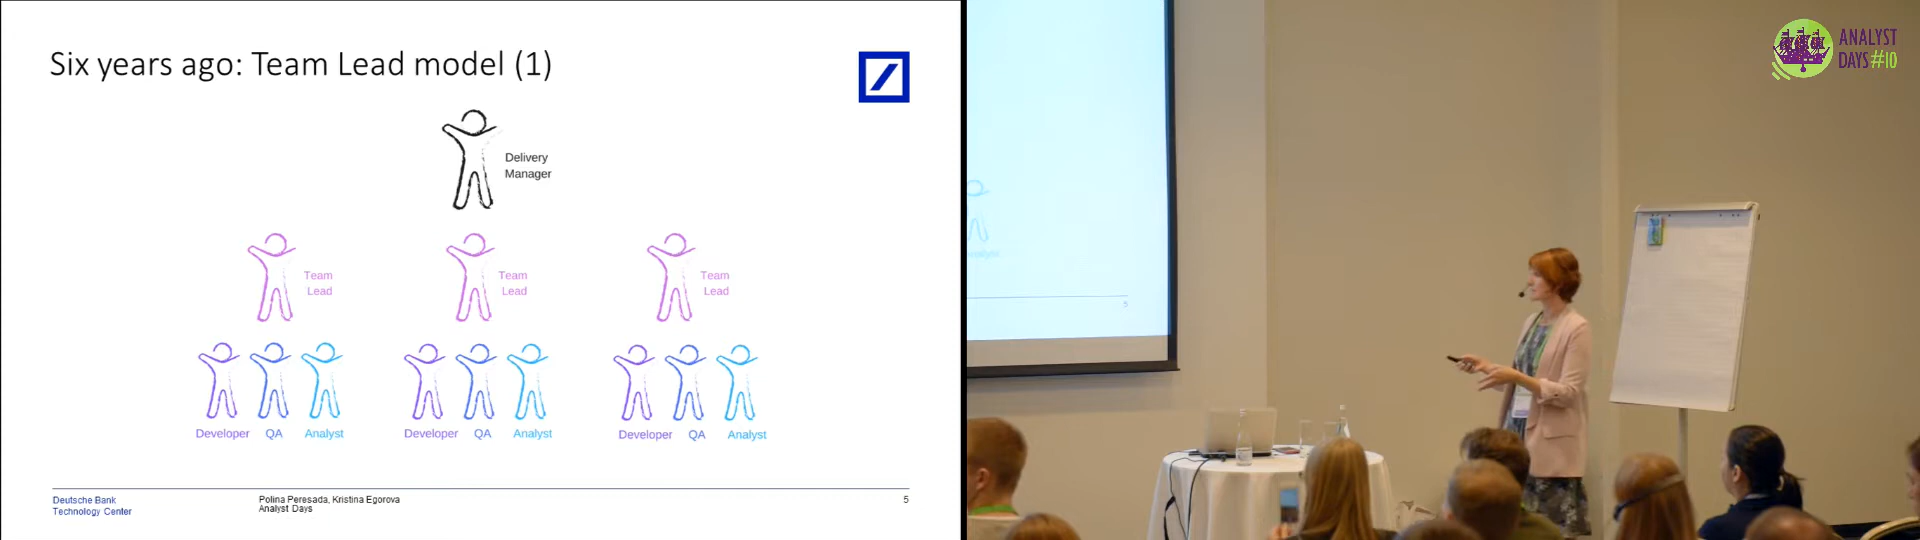 Six years ago: Team Lead model (1)
Delivery
Manager
Team
Lead
Team
Lead
Team
Lead
Developer QA Analyst
Developer QA Analyst
Developer QA Analyst
Deutsche Bank
Technology Center
Polina Peresada, Kristina Egorova
Analyst Days
5
5
ANALYST
DAYS #10